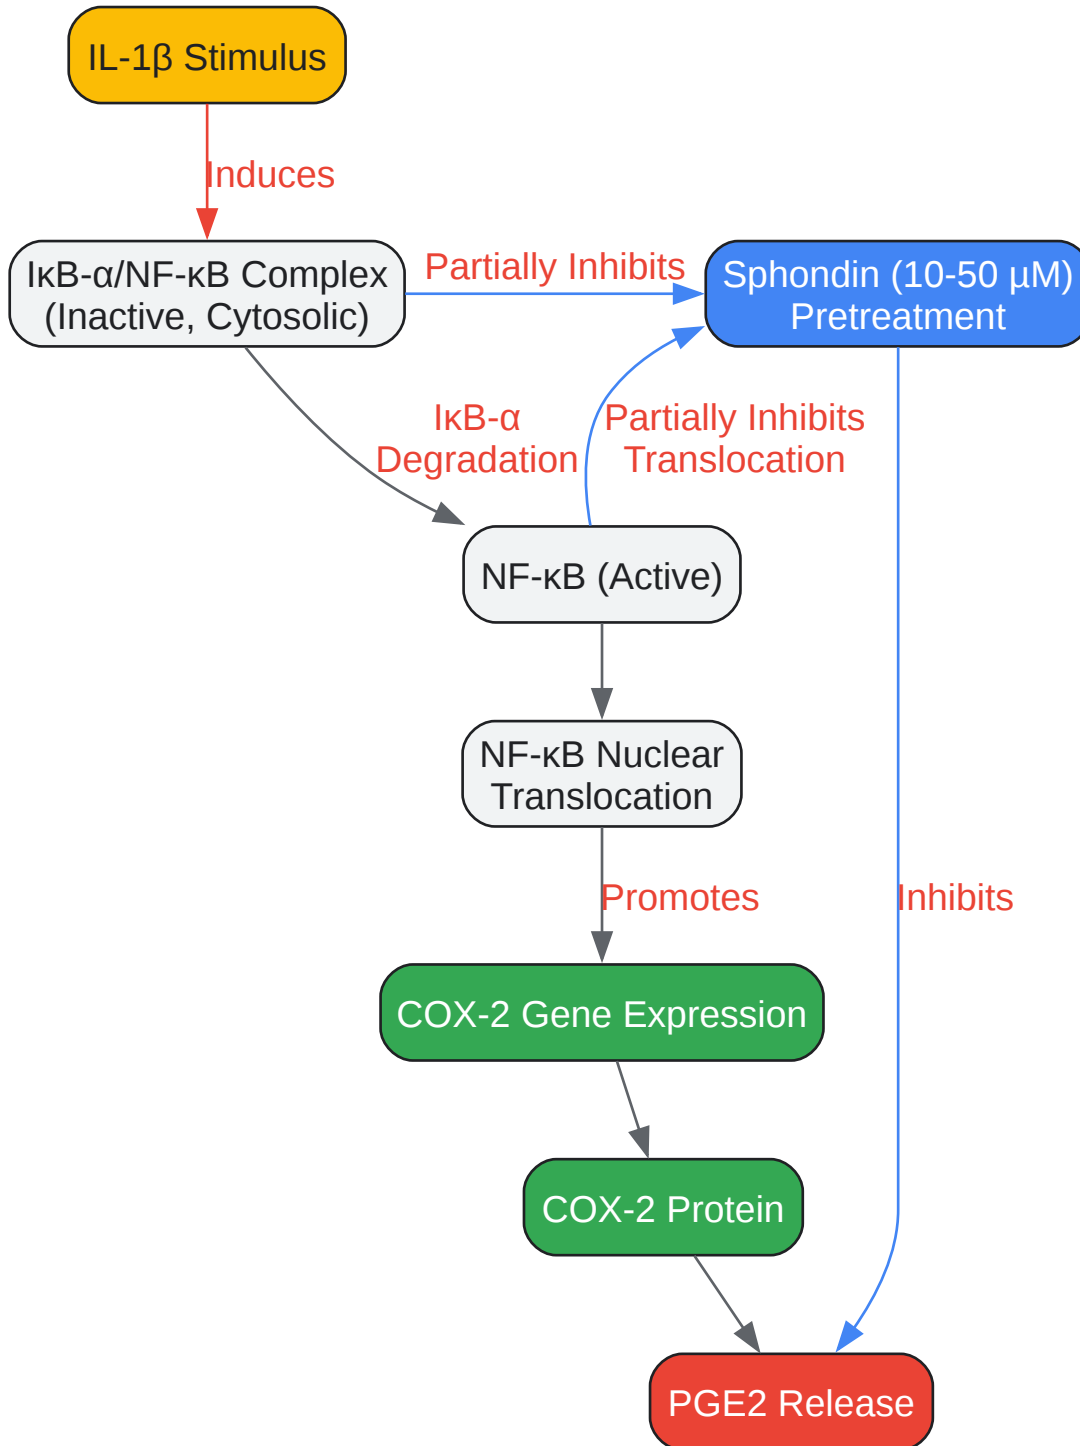 IL-1β Stimulus
Induces
IκB-α/NF-κB Complex
(Inactive, Cytosolic)
Partially Inhibits
Sphondin (10-50 µM)
Pretreatment
IκB-α
Degradation
Partially Inhibits
Translocation
NF-κB (Active)
NF-κB Nuclear
Translocation
Promotes
Inhibits
COX-2 Gene Expression
COX-2 Protein
PGE2 Release